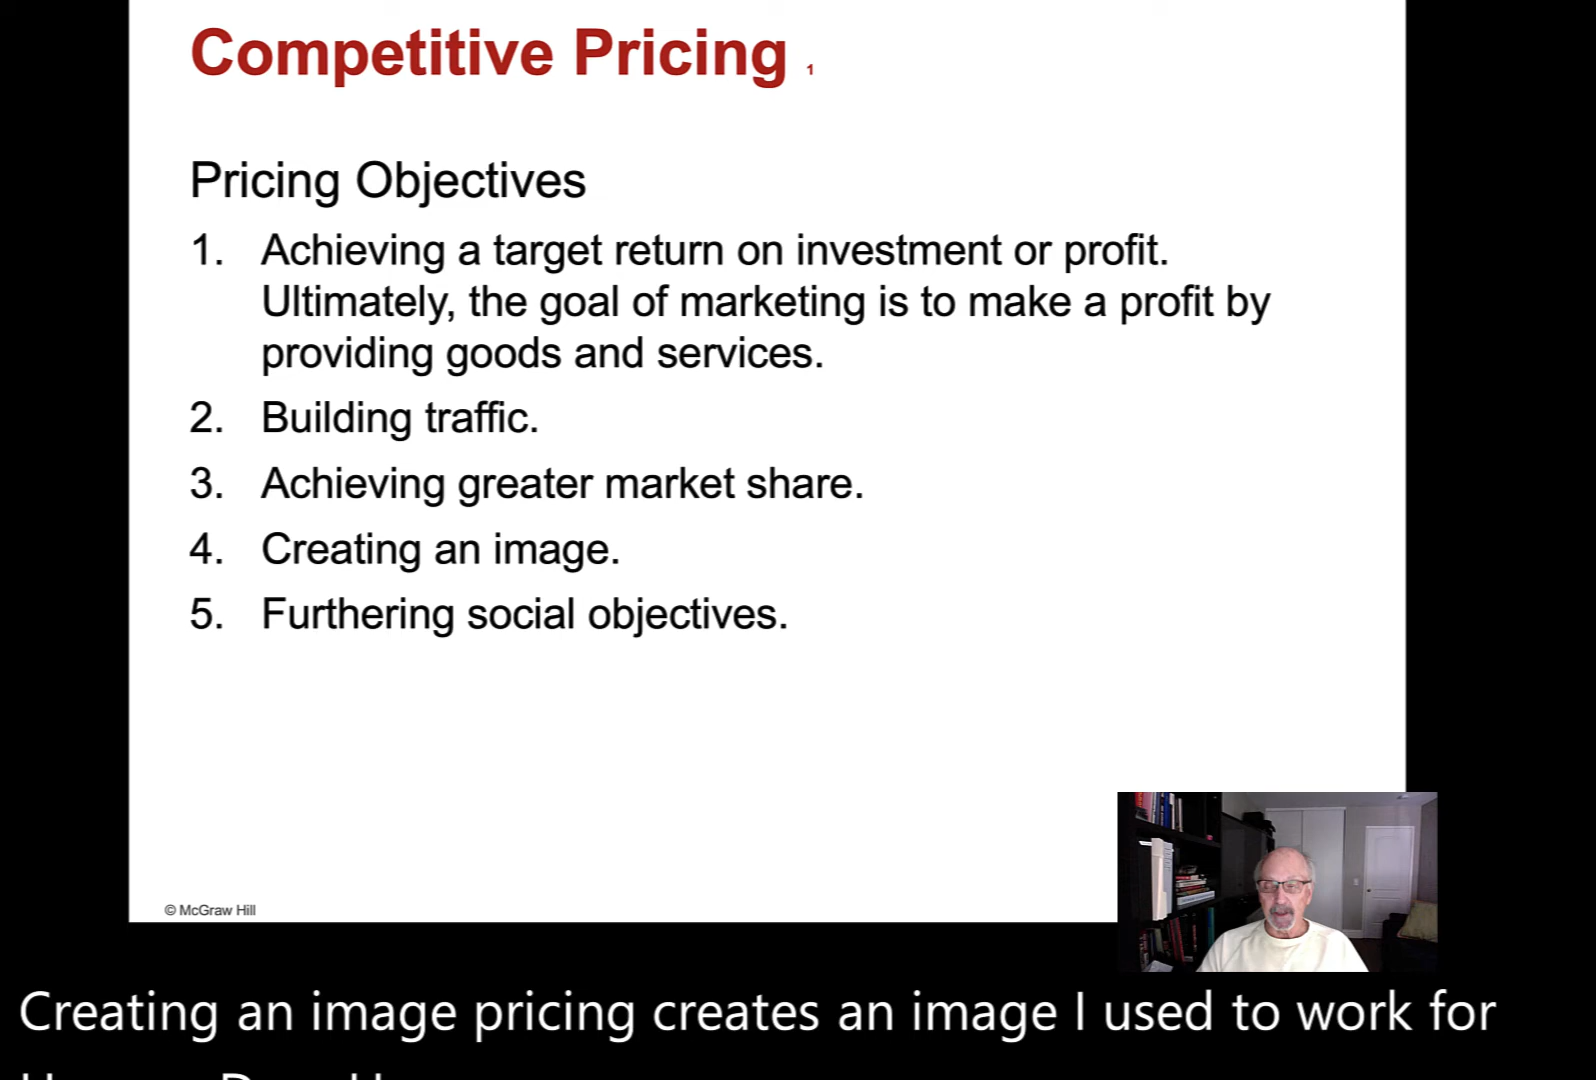 Competitive Pricing 1
Pricing Objectives
1. Achieving a target return on investment or profit.
Ultimately, the goal of marketing is to make a profit by
providing goods and services.
2. Building traffic.
3. Achieving greater market share.
4. Creating an image.
5. Furthering social objectives.
© McGraw Hill
Creating an image pricing creates an image I used to work for